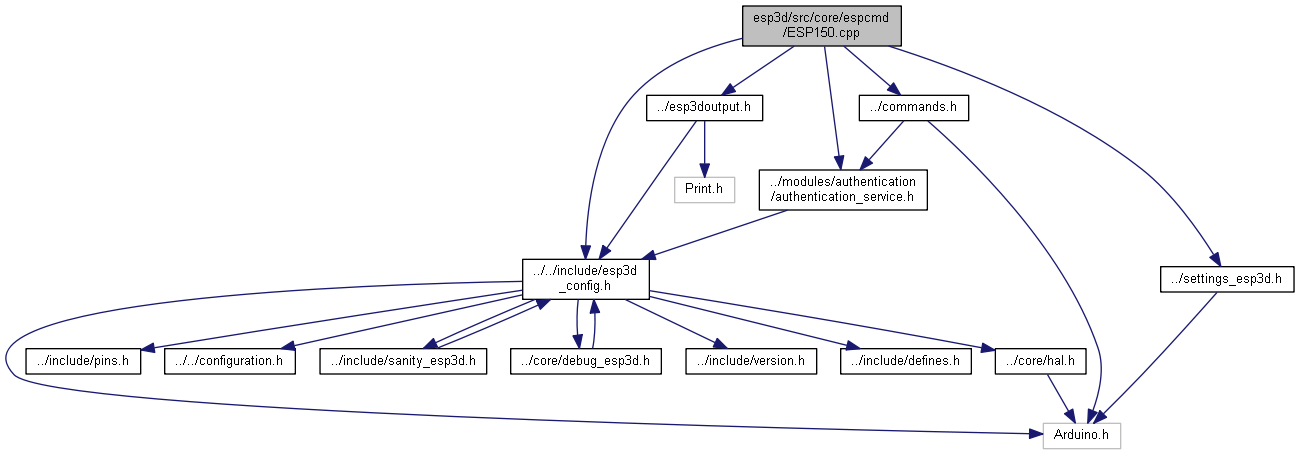 esp3d/src/core/espcmd
/ESP150.cpp
../esp3doutput.h
../commands.h
Print.h
../modules/authentication
/authentication_service.h
../../include/esp3d
_config.h
../settings_esp3d.h
../include/pins.h
../../configuration.h
../include/sanity_esp3d.h
../core/debug_esp3d.h
../include/version.h
../include/defines.h
../core/hal.h
Arduino.h